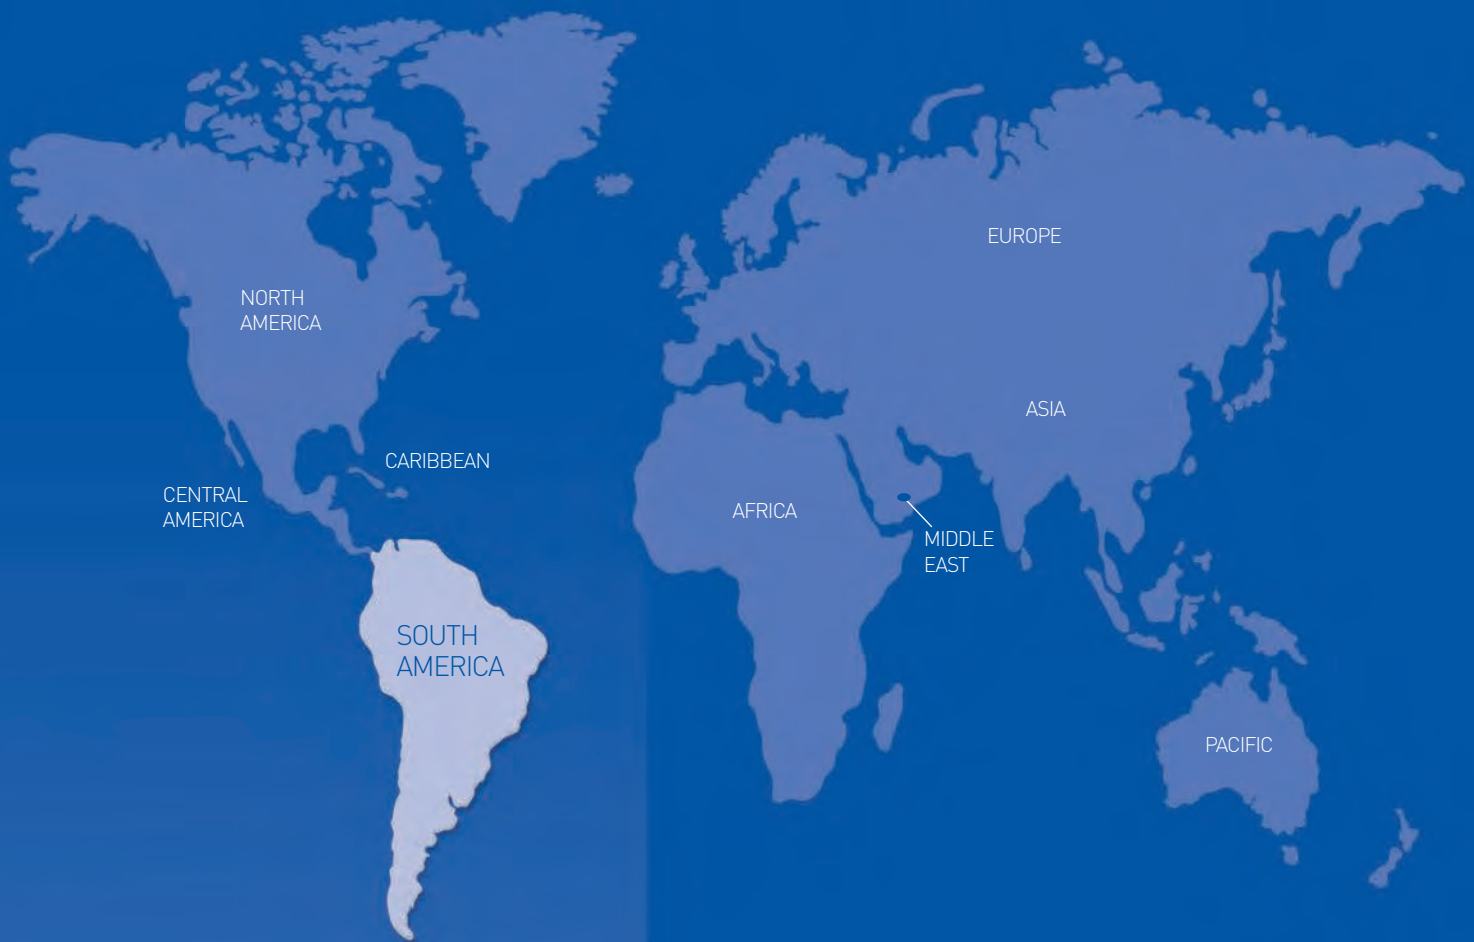 EUROPE
NORTH
AMERICA
ASIA
CARIBBEAN
CENTRAL
AMERICA
AFRICA
MIDDLE
EAST
SOUTH
AMERICA
PACIFIC